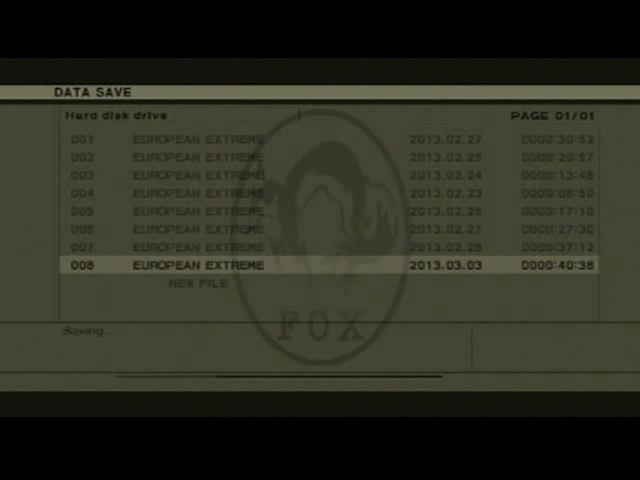 DATA SAVE
Hard disk drive PAGE 01/01
001 EUROPEAN EXTREME 2013.02.27 0000:30:52
002 EUROPEAN EXTREME 2013.02.25 0000:20:57
003 EUROPEAN EXTREME 2013.02.24 0000:13:48
004 EUROPEAN EXTREME 2013.02.23 0000:08:50
005 EUROPEAN EXTREME 2013.02.25 0000:17:10
006 EUROPEAN EXTREME 2013.02.27 0000:27:30
007 EUROPEAN EXTREME 2013.02.28 0000:37:12
008 EUROPEAN EXTREME 2013.03.03 0000:40:38
NEW FILE
FOX
Saving...